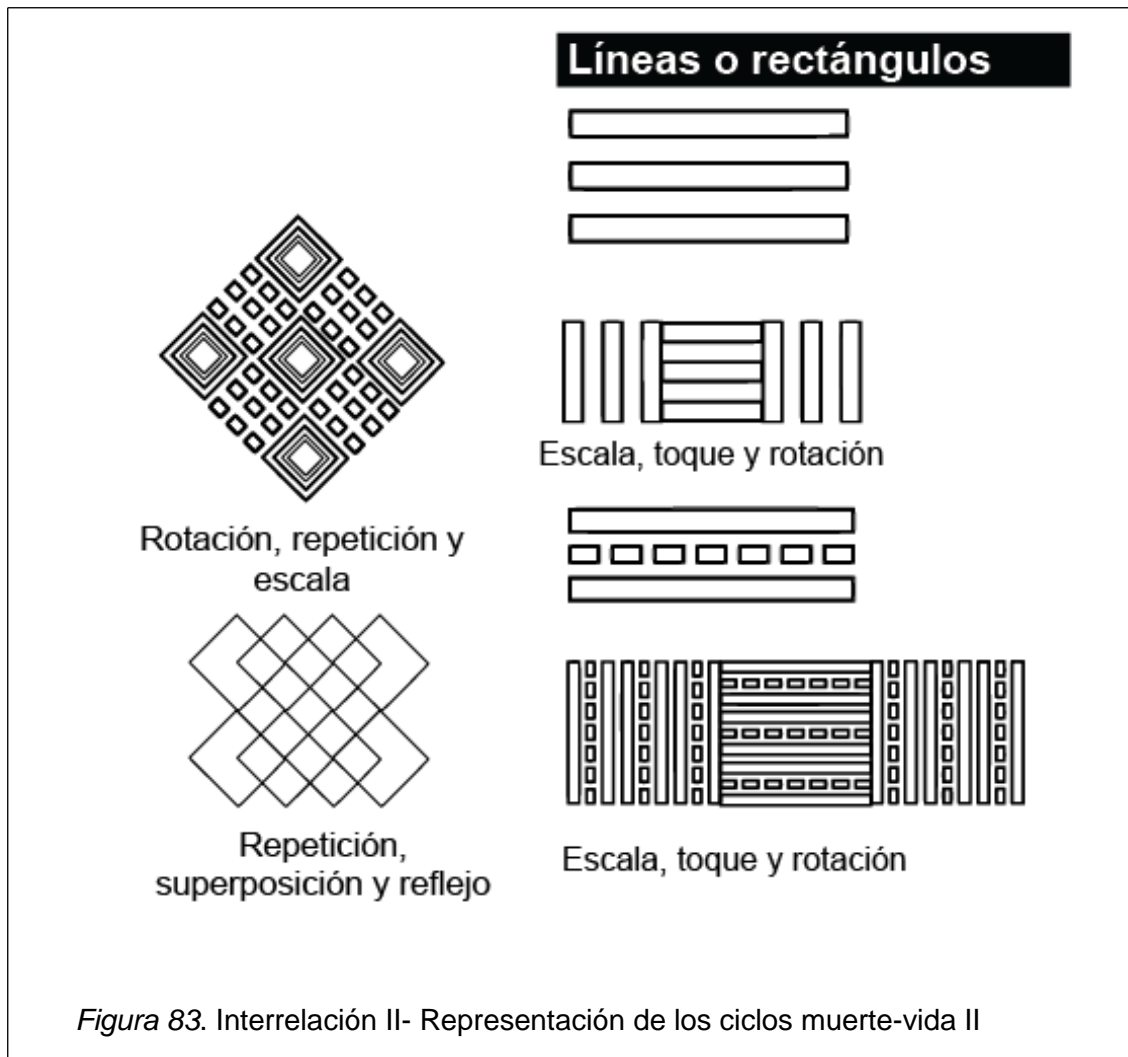 Líneas o rectángulos
Escala, toque y rotación
Rotación, repetición y
escala
Repetición,
superposición y reflejo
Escala, toque y rotación
Figura 83. Interrelación II- Representación de los ciclos muerte-vida II